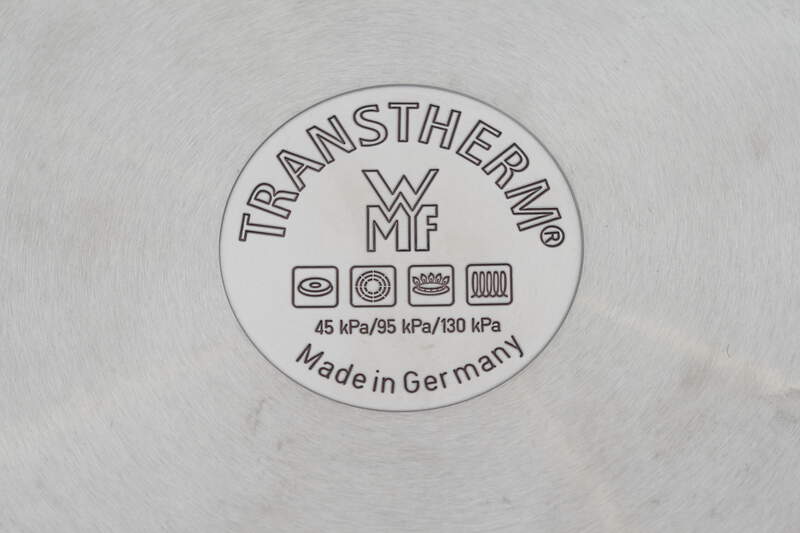 TRANSTHERM®
WMF
45 kPa/95 kPa/130 kPa
Made in Germany